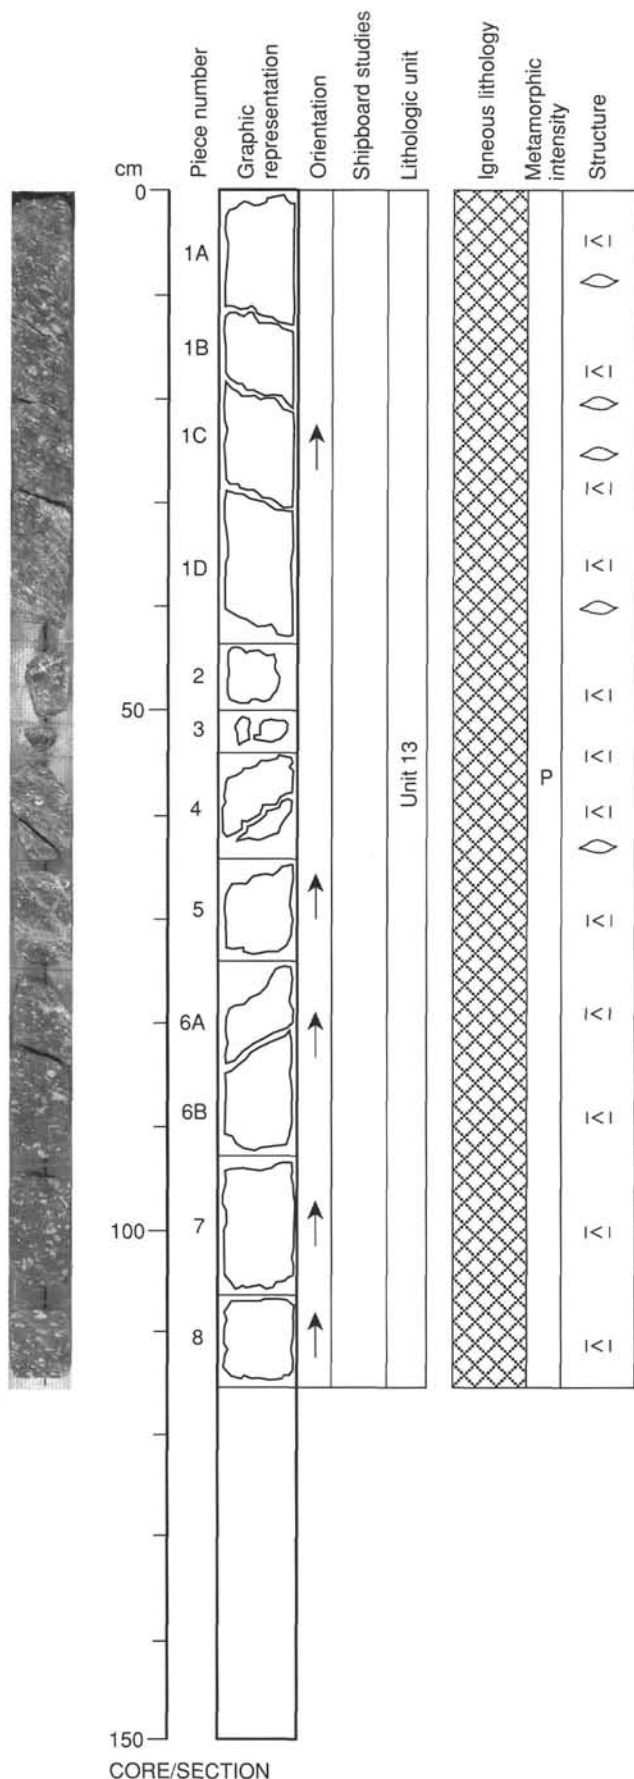 cm
Piece number
Graphic
representation
Orientation
Shipboard studies
Lithologic unit
Igneous lithology
Metamorphic
intensity
Structure
0
1A
1B
1C
1D
2
50
3
4
Unit 13
P
5
6A
6B
7
100
8
150
CORE/SECTION